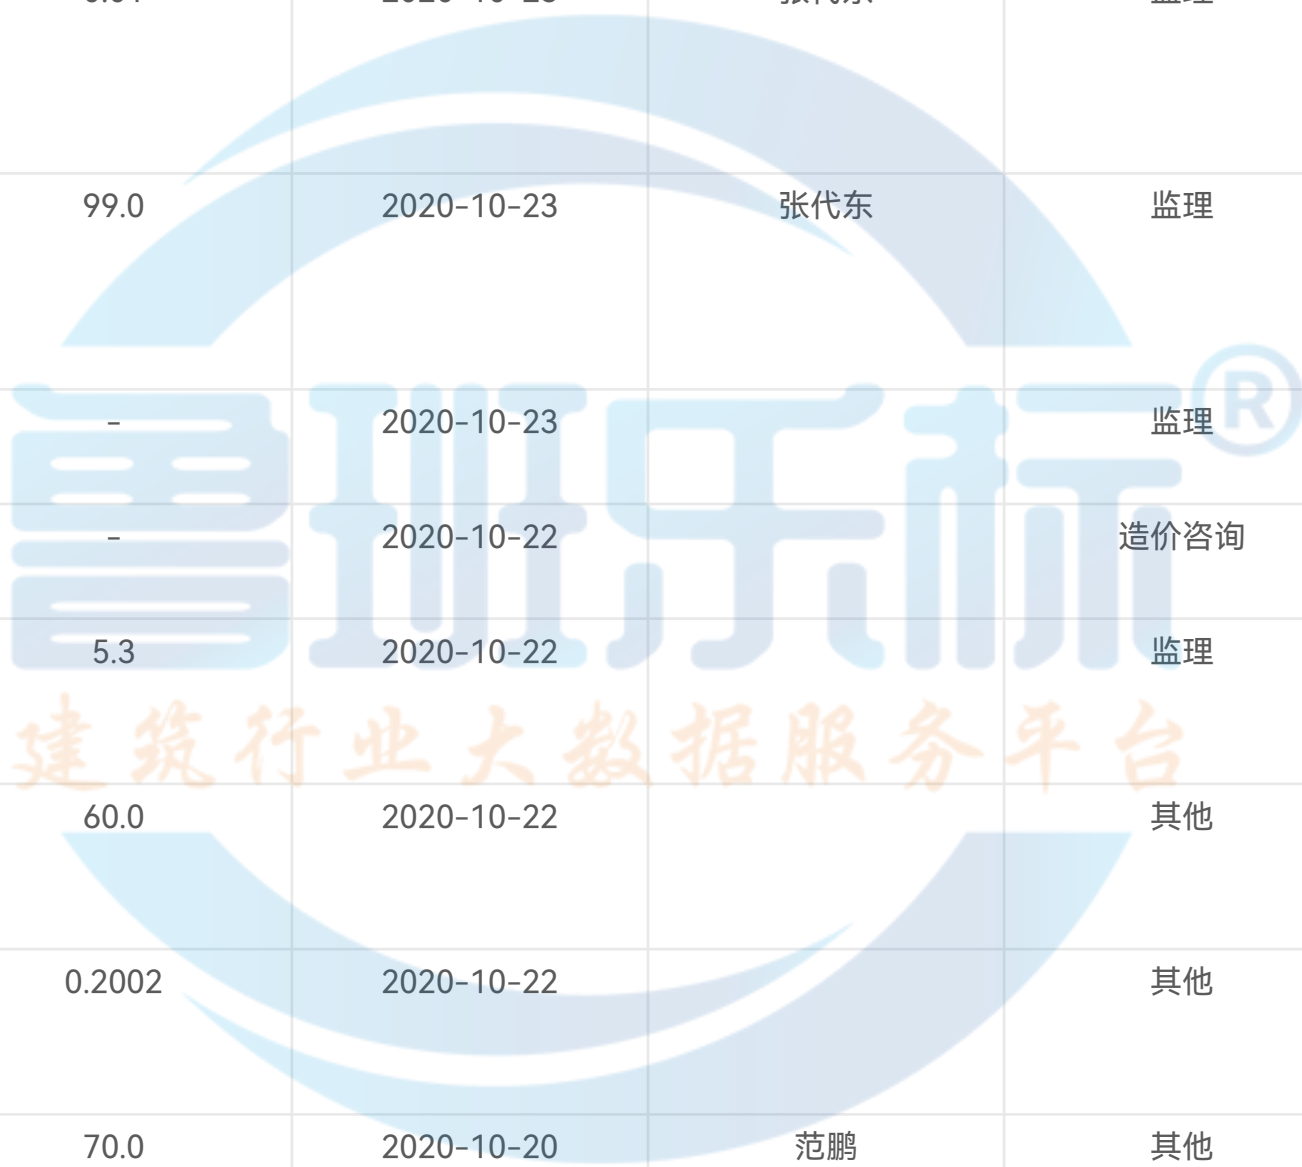 99.0 2020-10-23 张代东 监理
- 2020-10-23 监理
- 2020-10-22 造价咨询
5.3 2020-10-22 监理
60.0 2020-10-22 其他
0.2002 2020-10-22 其他
70.0 2020-10-20 范鹏 其他
鲁班乐标®
建筑行业大数据服务平台